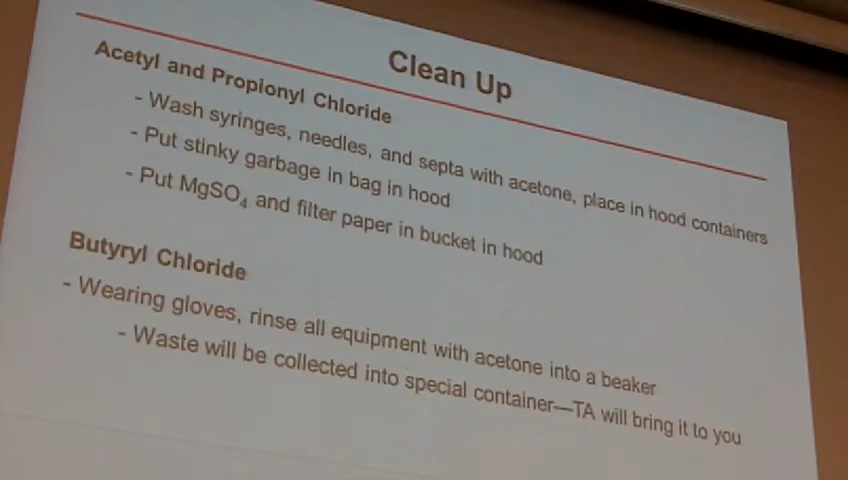 Clean Up
Acetyl and Propionyl Chloride
- Wash syringes, needles, and septa with acetone, place in hood containers
- Put stinky garbage in bag in hood
- Put MgSO4 and filter paper in bucket in hood
Butyryl Chloride
- Wearing gloves, rinse all equipment with acetone into a beaker
- Waste will be collected into special container—TA will bring it to you